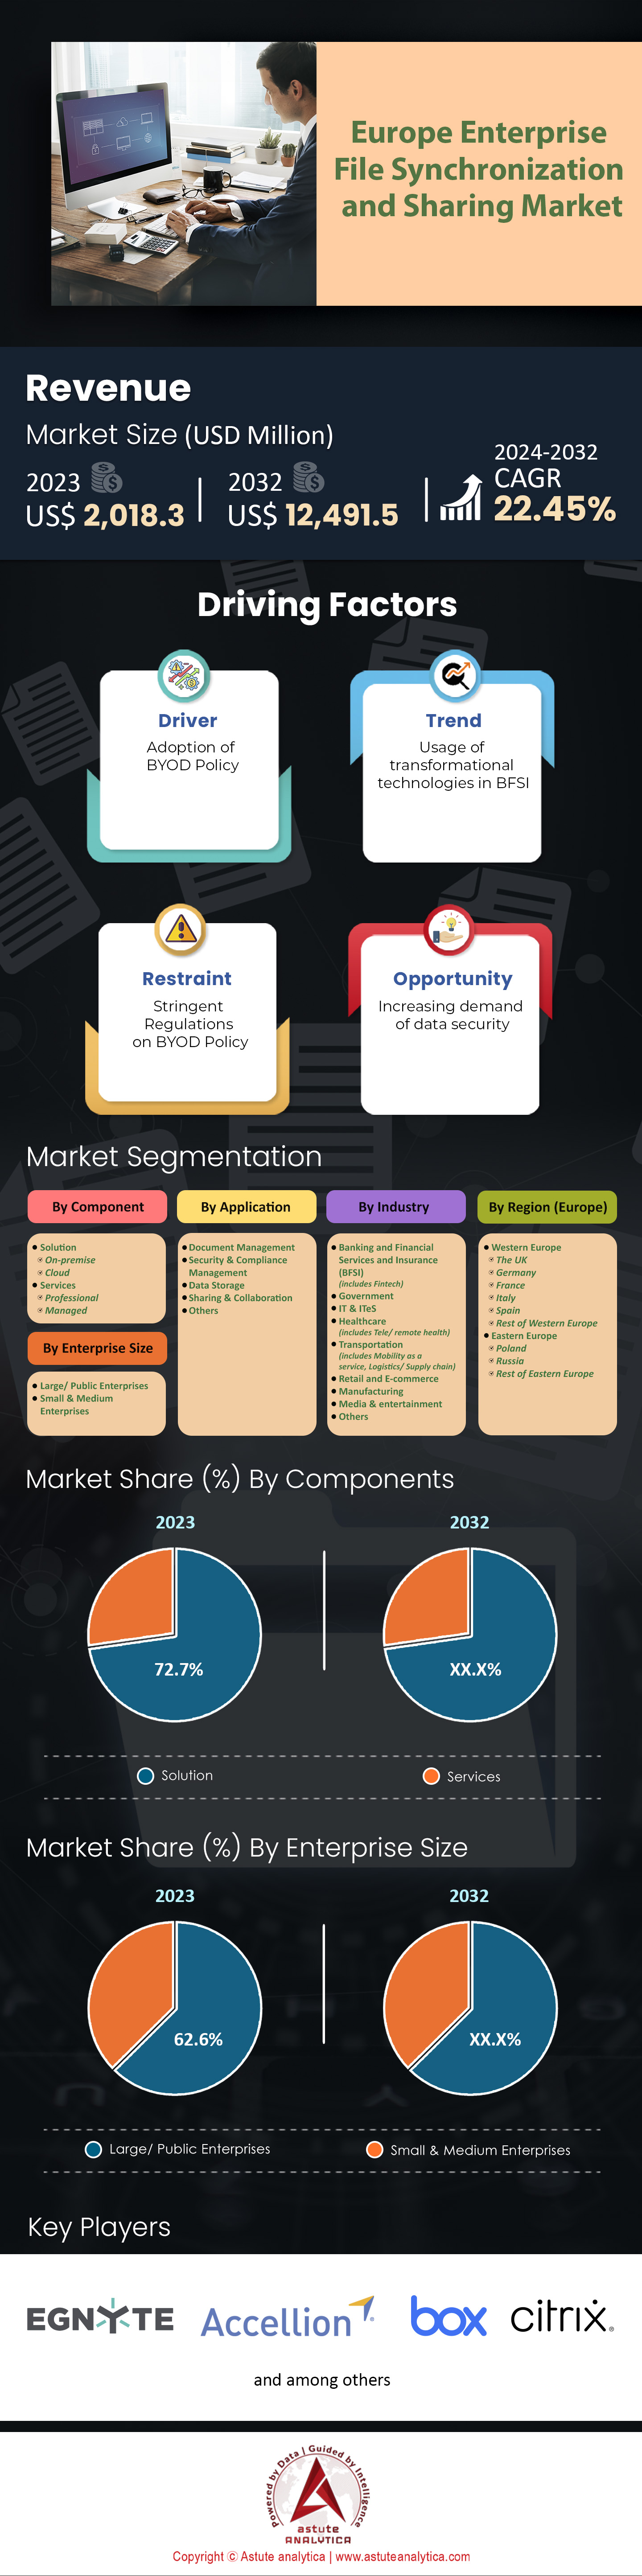 Europe Enterprise
File Synchronization
and Sharing Market
Revenue
Market Size (USD Million)
2023
US$ 2,018.3
2032
US$ 12,491.5
2024-2032
CAGR
22.45%
Driving Factors
Driver
Adoption of
BYOD Policy
Trend
Usage of
transformational
technologies in BFSI
Restraint
Stringent
Regulations
on BYOD Policy
Opportunity
Increasing demand
of data security
Market Segmentation
By Component
Solution
On-premise
Cloud
Services
Professional
Managed
By Enterprise Size
Large/ Public Enterprises
Small & Medium
Enterprises
By Application
Document Management
Security & Compliance
Management
Data Storage
Sharing & Collaboration
Others
By Industry
Banking and Financial
Services and Insurance
(BFSI)
(includes Fintech)
Government
IT & ITeS
Healthcare
(includes Tele/ remote health)
Transportation
(includes Mobility as a
service, Logistics/ Supply chain)
Retail and E-commerce
Manufacturing
Media & entertainment
Others
By Region (Europe)
Western Europe
The UK
Germany
France
Italy
Spain
Rest of Western Europe
Eastern Europe
Poland
Russia
Rest of Eastern Europe
Market Share (%) By Components
2023
2032
72.7%
XX.X%
Solution
Services
Market Share (%) By Enterprise Size
2023
2032
62.6%
XX.X%
Large/ Public Enterprises
Small & Medium Enterprises
Key Players
EGNYTE
Accellion®
box
citrix®
and among others
Powered by Data | Guided by Intelligence
astute
ANALYTICA
Copyright © Astute analytica | www.astuteanalytica.com